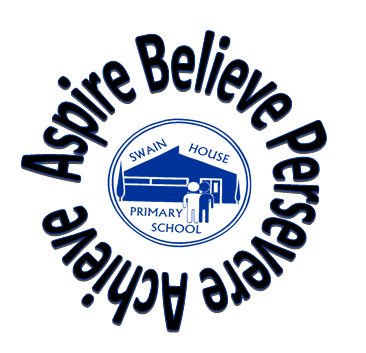 Aspire Believe Persevere Achieve
SWAIN HOUSE
PRIMARY
SCHOOL